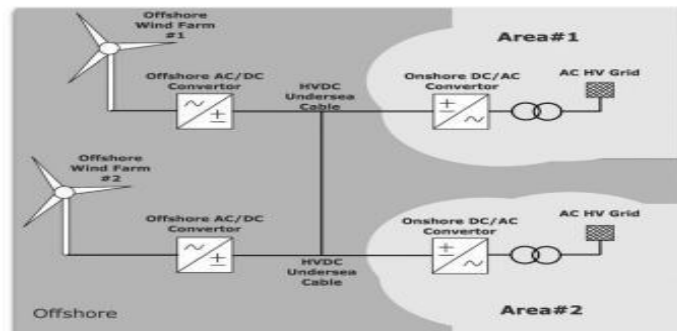 Offshore
Wind Farm
#1
Area#1
Offshore AC/DC
Convertor
HVDC
Undersea
Cable
Onshore DC/AC
Convertor
AC HV Grid
Offshore
Wind Farm
#2
Offshore AC/DC
Convertor
HVDC
Undersea
Cable
Onshore DC/AC
Convertor
AC HV Grid
Offshore
Area#2